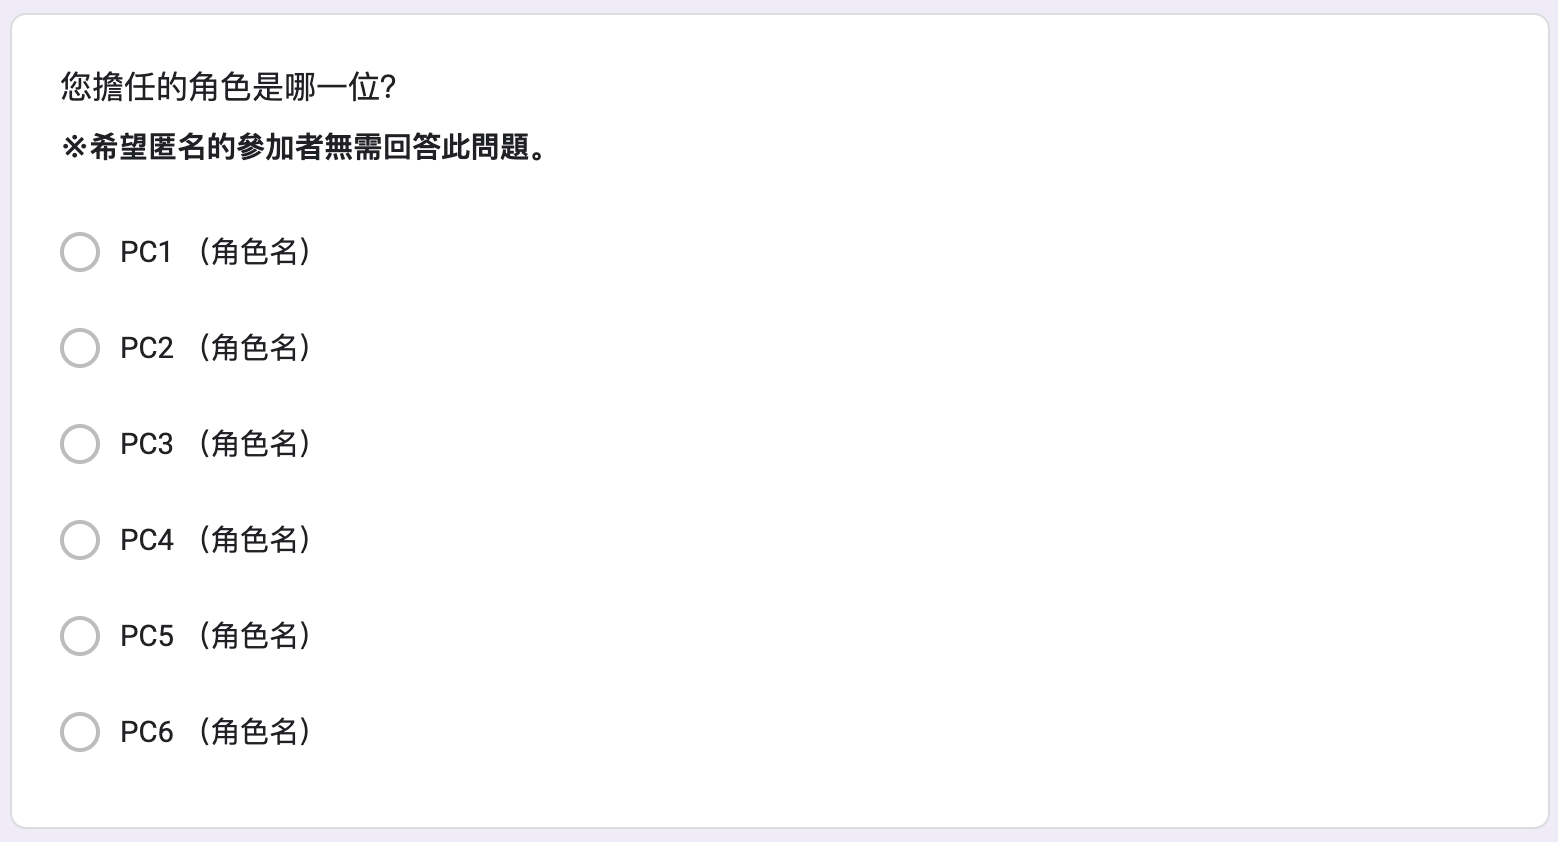 您擔任的角色是哪一位?
※希望匿名的參加者無需回答此問題。
PC1 （角色名）
PC2 （角色名）
PC3 （角色名）
PC4 （角色名）
PC5 （角色名）
PC6 （角色名）